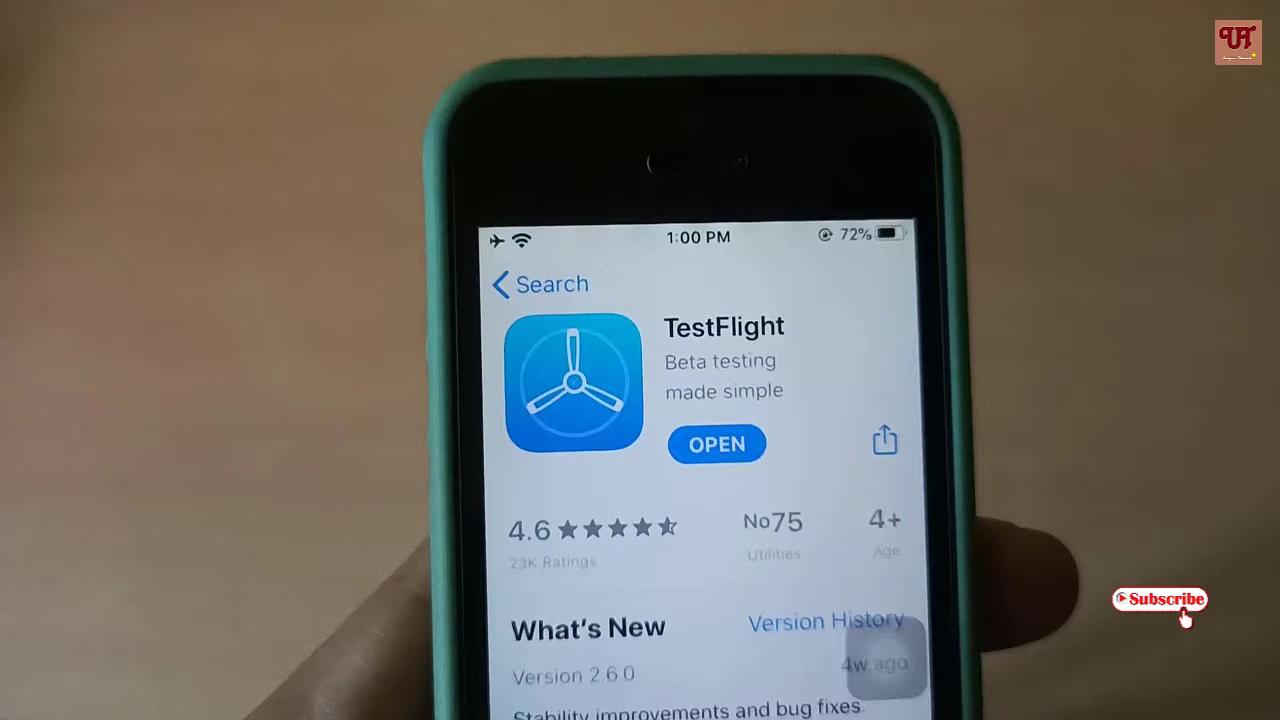 1:00 PM
72%
Search
TestFlight
Beta testing
made simple
OPEN
4.6
No75
4+
23K Ratings
Utilities
Age
What's New
Version History
Version 2.6.0
4w ago
Stability improvements and bug fixes.
Subscribe